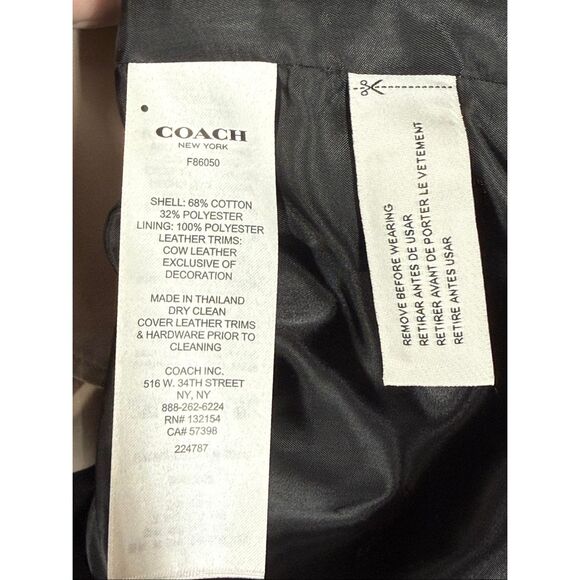 COACH
NEW YORK
F86050
SHELL: 68% COTTON
32% POLYESTER
LINING: 100% POLYESTER
LEATHER TRIMS:
COW LEATHER
EXCLUSIVE OF
DECORATION
MADE IN THAILAND
DRY CLEAN
COVER LEATHER TRIMS
& HARDWARE PRIOR TO
CLEANING
COACH INC.
516 W. 34TH STREET
NY, NY
888-262-6224
RN# 132154
CA# 57398
224787
REMOVE BEFORE WEARING
RETIRAR ANTES DE USAR
RETIRER AVANT DE PORTER LE VETEMENT
RETIRE ANTES USAR